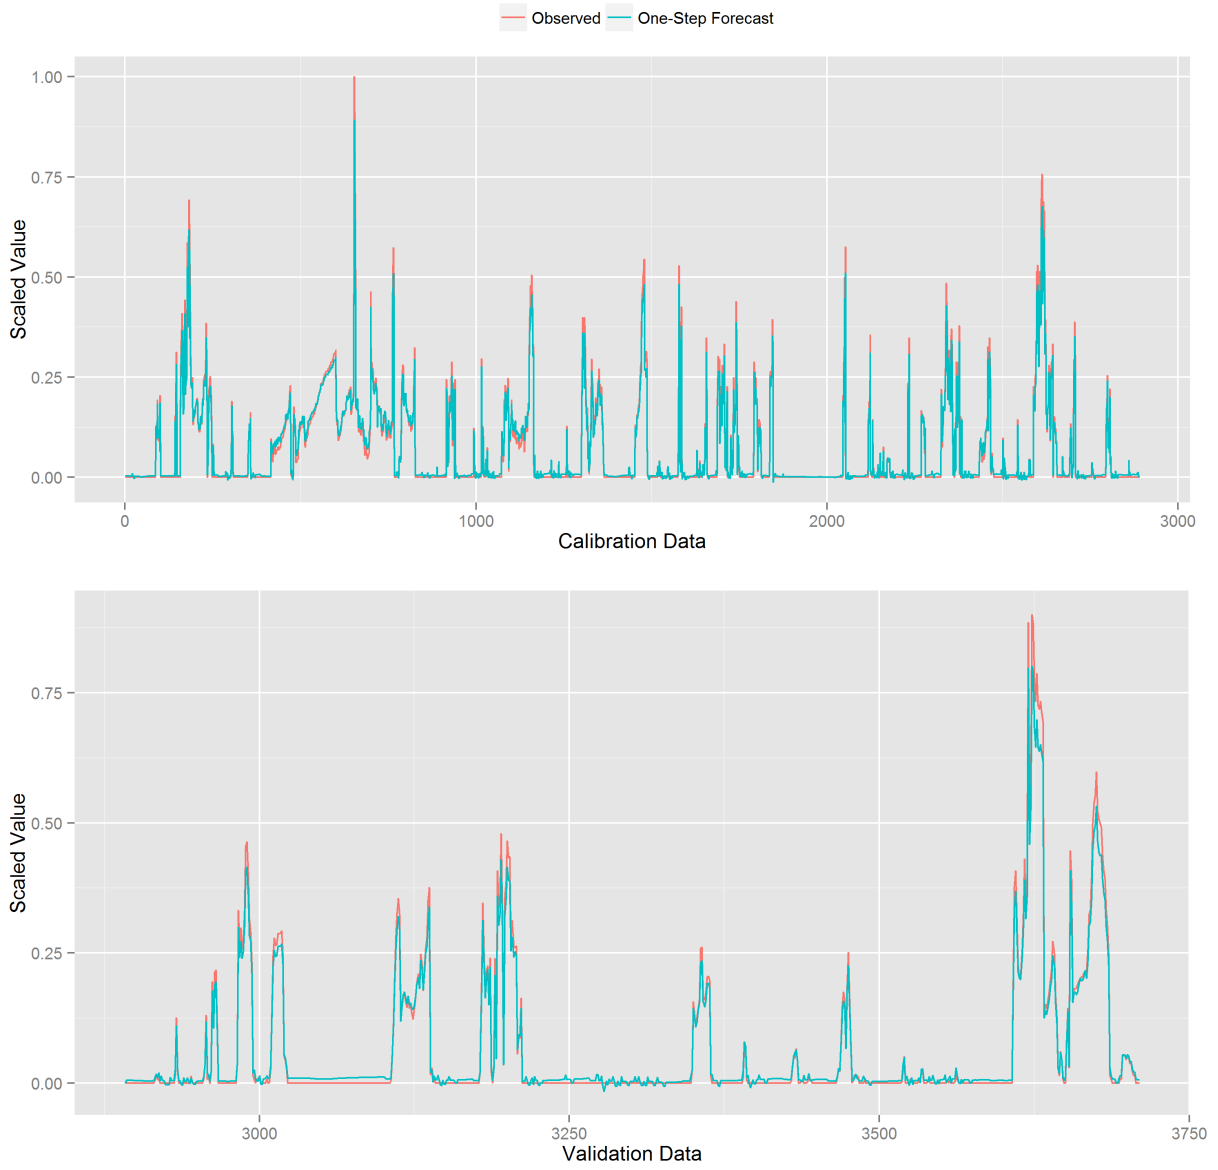 Observed One-Step Forecast
Scaled Value
1.00
0.75
0.50
0.25
0.00
0 1000 2000 3000
Calibration Data
Scaled Value
0.75
0.50
0.25
0.00
3000 3250 3500 3750
Validation Data